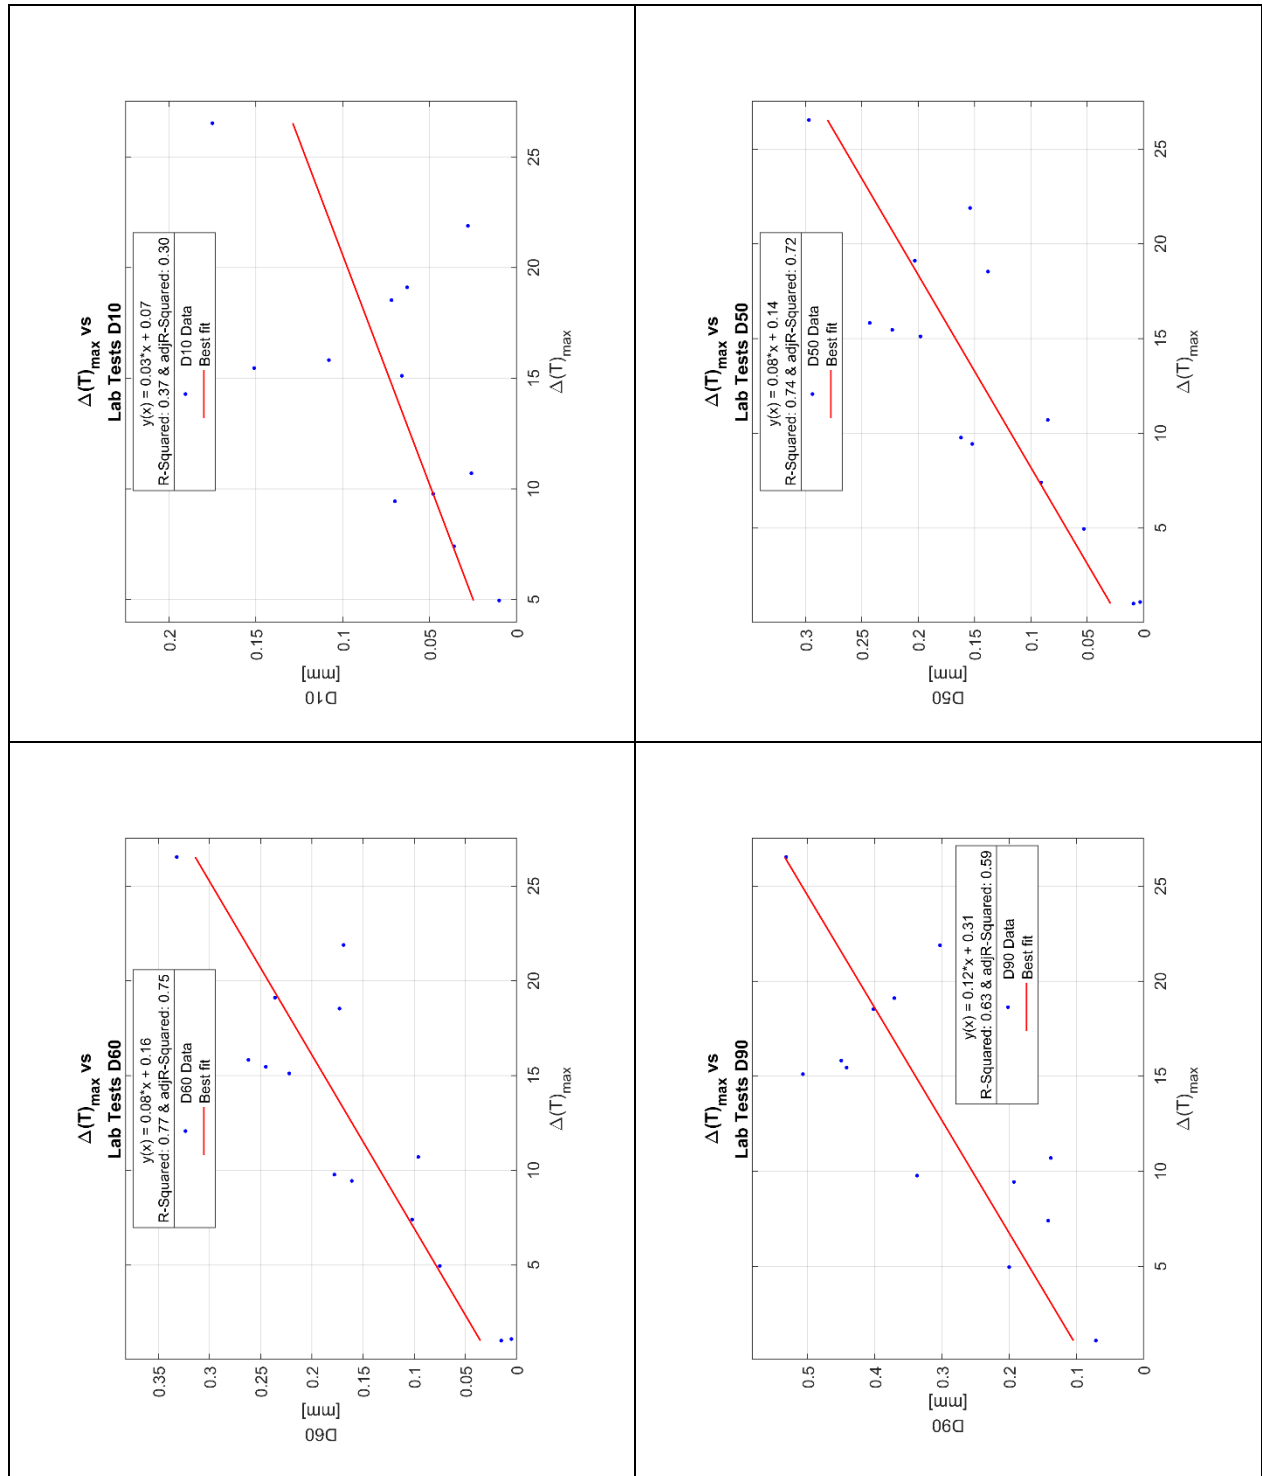 Δ(T)max vs
Lab Tests D60
y(x) = 0.08*x + 0.16
R-Squared: 0.77 & adjR-Squared: 0.75
D60 Data
Best fit
D60
[mm]
0.35
0.3
0.25
0.2
0.15
0.1
0.05
0
5
10
15
20
25
Δ(T)max
Δ(T)max vs
Lab Tests D10
y(x) = 0.03*x + 0.07
R-Squared: 0.37 & adjR-Squared: 0.30
D10 Data
Best fit
D10
[mm]
0.2
0.15
0.1
0.05
0
5
10
15
20
25
Δ(T)max
Δ(T)max vs
Lab Tests D90
y(x) = 0.12*x + 0.31
R-Squared: 0.63 & adjR-Squared: 0.59
D90 Data
Best fit
D90
[mm]
0.5
0.4
0.3
0.2
0.1
0
5
10
15
20
25
Δ(T)max
Δ(T)max vs
Lab Tests D50
y(x) = 0.08*x + 0.14
R-Squared: 0.74 & adjR-Squared: 0.72
D50 Data
Best fit
D50
[mm]
0.3
0.25
0.2
0.15
0.1
0.05
0
5
10
15
20
25
Δ(T)max